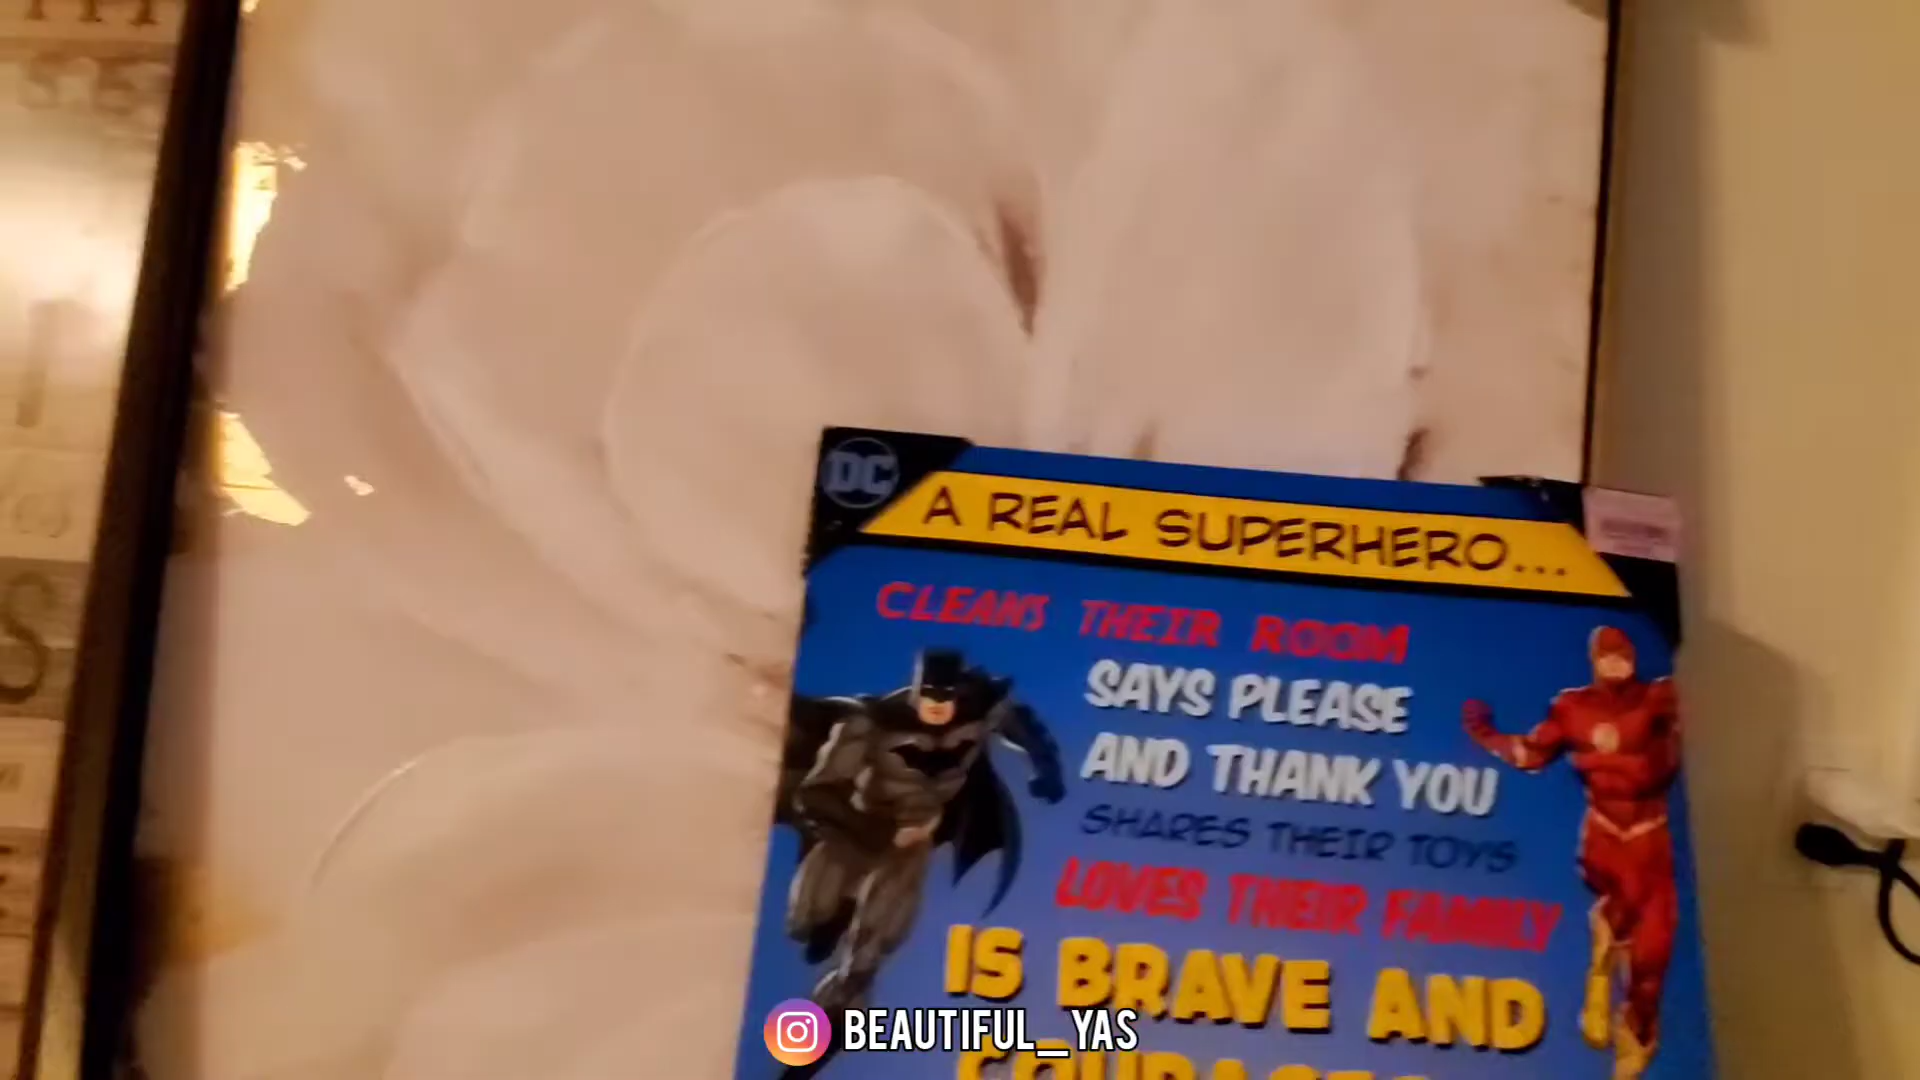 DC
A REAL SUPERHERO...
CLEANS THEIR ROOM
SAYS PLEASE
AND THANK YOU
SHARES THEIR TOYS
LOVES THEIR FAMILY
IS BRAVE AND
BEAUTIFUL_YAS